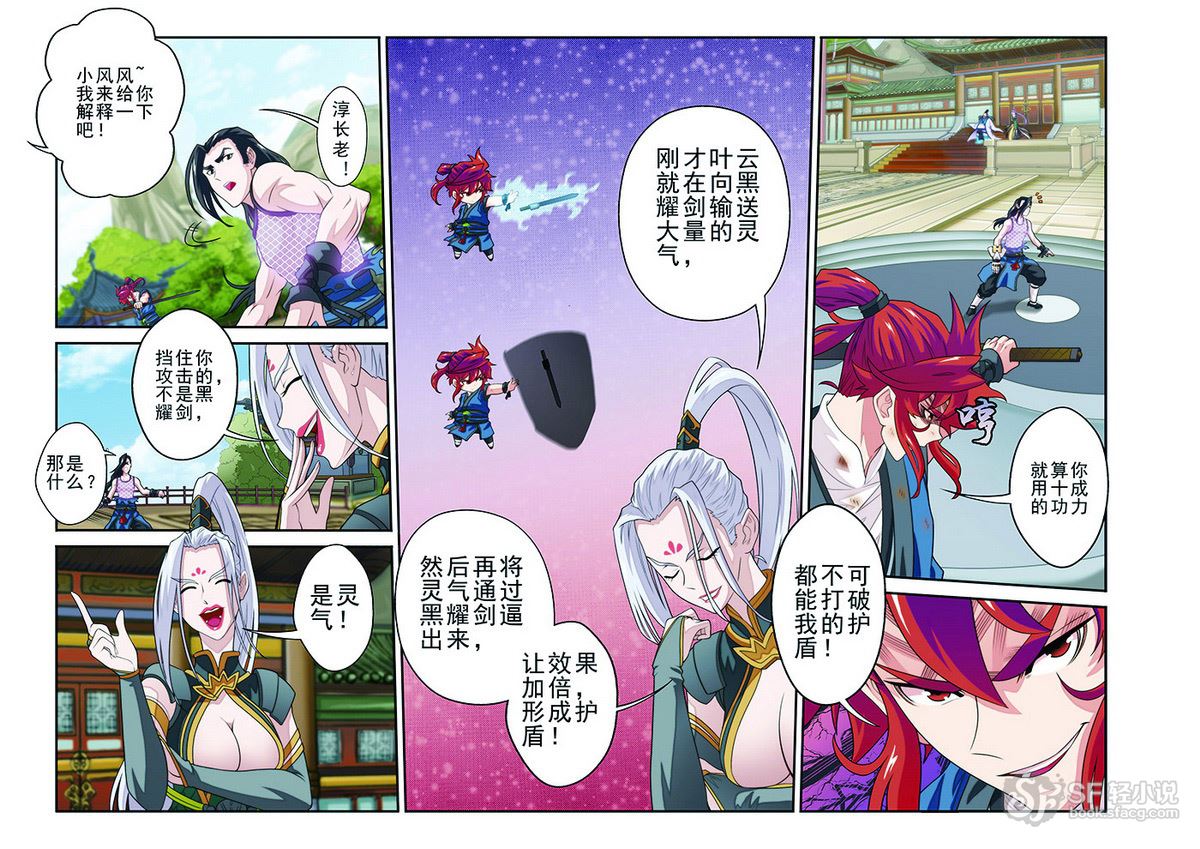 小风风~
我来给你
解释一下
吧！
淳长老！
挡住你
攻击的
不是黑
耀剑，
那是
什么？
是灵
气！
刚才叶云
就在向黑
耀剑输送
大量的灵
气，
然后再将
灵气通过
黑耀剑逼
出来，
让效果
加倍，
形成护
盾！
哼
就算你
用十成
的功力
都不可
能打破
我的护
盾！
SF轻小说
book.sfacg.com